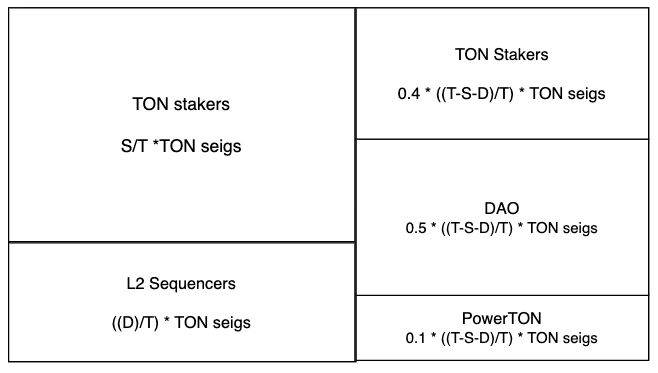 TON stakers
S/T *TON seigs
L2 Sequencers
((D)/T) * TON seigs
TON Stakers
0.4 * ((T-S-D)/T) * TON seigs
DAO
0.5 * ((T-S-D)/T) * TON seigs
PowerTON
0.1 * ((T-S-D)/T) * TON seigs